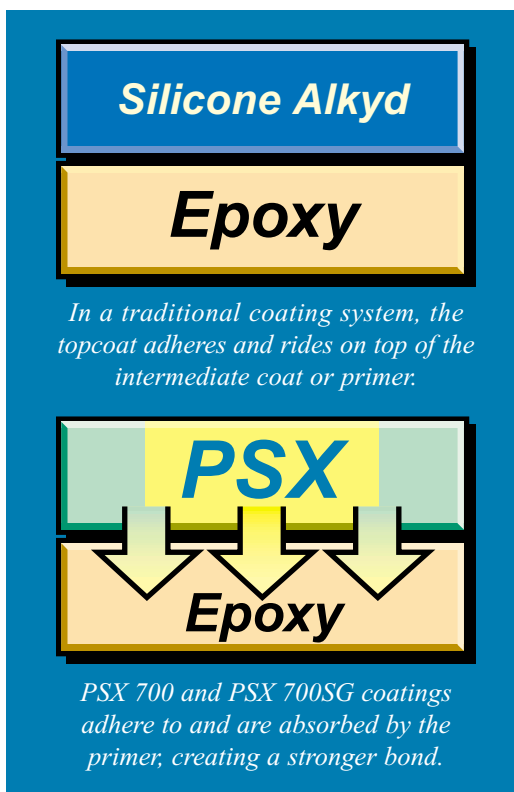 Silicone Alkyd
Epoxy
In a traditional coating system, the
topcoat adheres and rides on top of the
intermediate coat or primer.
PSX
Epoxy
PSX 700 and PSX 700SG coatings
adhere to and are absorbed by the
primer, creating a stronger bond.